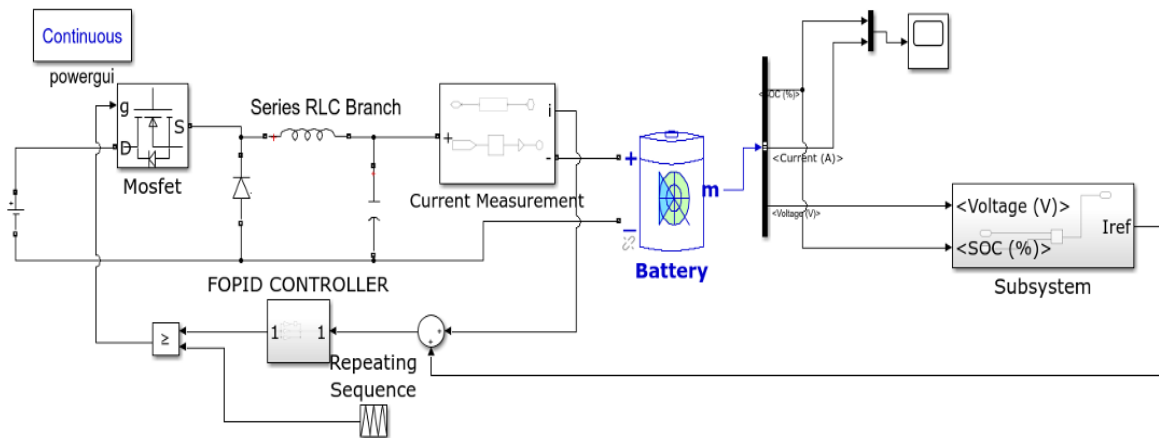 Continuous
powergui
g
D
S
Mosfet
Series RLC Branch
+
i
+
-
Current Measurement
+
m
−
Battery
<SOC (%)>
<Current (A)>
<Voltage (V)>
<Voltage (V)>
<SOC (%)>
Iref
Subsystem
FOPID CONTROLLER
≥
1
1
+
+
Repeating
Sequence